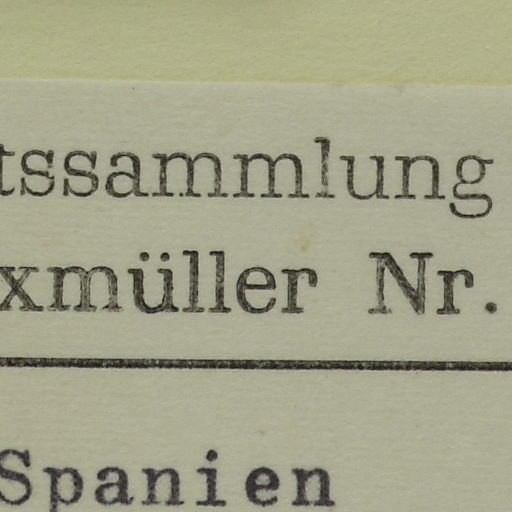 tssammlung
xmüller Nr.
Spanien